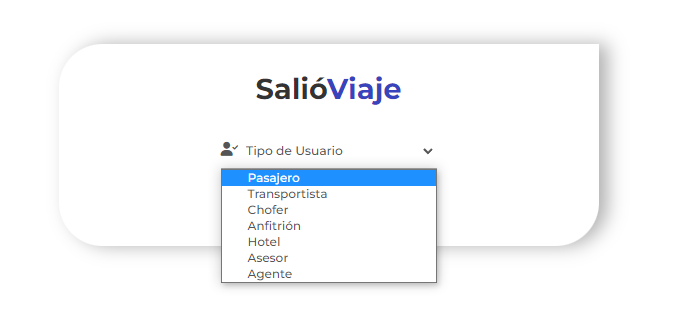 SalióViaje
Tipo de Usuario
Pasajero
Transportista
Chofer
Anfitrión
Hotel
Asesor
Agente